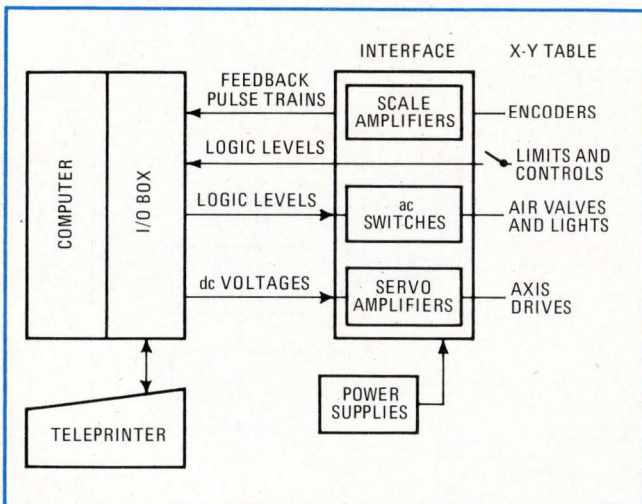 INTERFACE
X-Y TABLE
COMPUTER
I/O BOX
FEEDBACK
PULSE TRAINS
SCALE
AMPLIFIERS
ENCODERS
LOGIC LEVELS
LIMITS AND
CONTROLS
LOGIC LEVELS
ac
SWITCHES
AIR VALVES
AND LIGHTS
dc VOLTAGES
SERVO
AMPLIFIERS
AXIS
DRIVES
POWER
SUPPLIES
TELEPRINTER